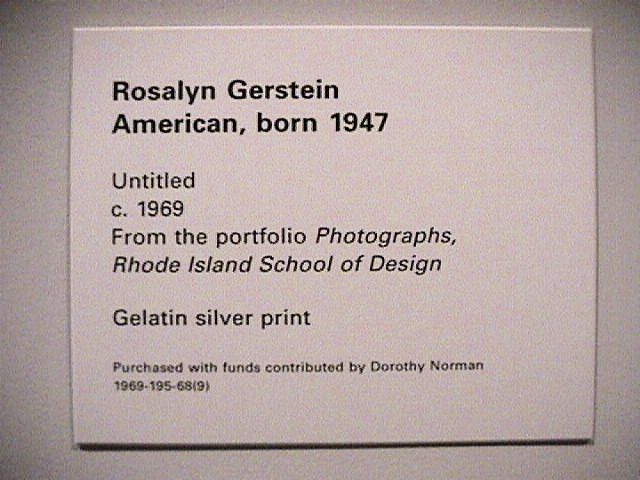 Rosalyn Gerstein
American, born 1947
Untitled
c. 1969
From the portfolio Photographs,
Rhode Island School of Design
Gelatin silver print
Purchased with funds contributed by Dorothy Norman
1969-195-68(9)